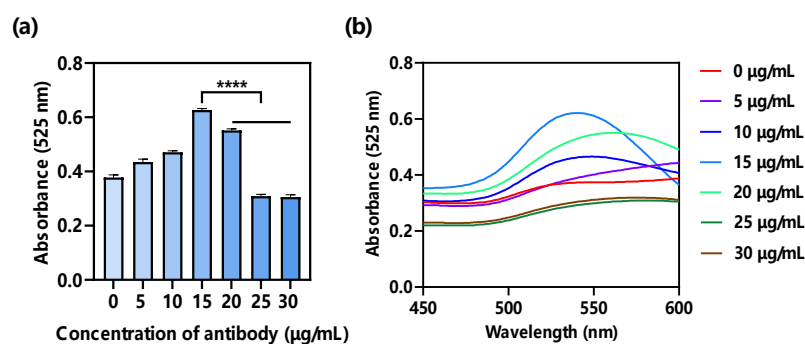 (a)
Absorbance (525 nm)
0.8
0.6
0.4
0.2
0.0
****
0 5 10 15 20 25 30
Concentration of antibody (μg/mL)
(b)
Absorbance (525 nm)
0.8
0.6
0.4
0.2
0.0
450 500 550 600
Wavelength (nm)
0 μg/mL
5 μg/mL
10 μg/mL
15 μg/mL
20 μg/mL
25 μg/mL
30 μg/mL